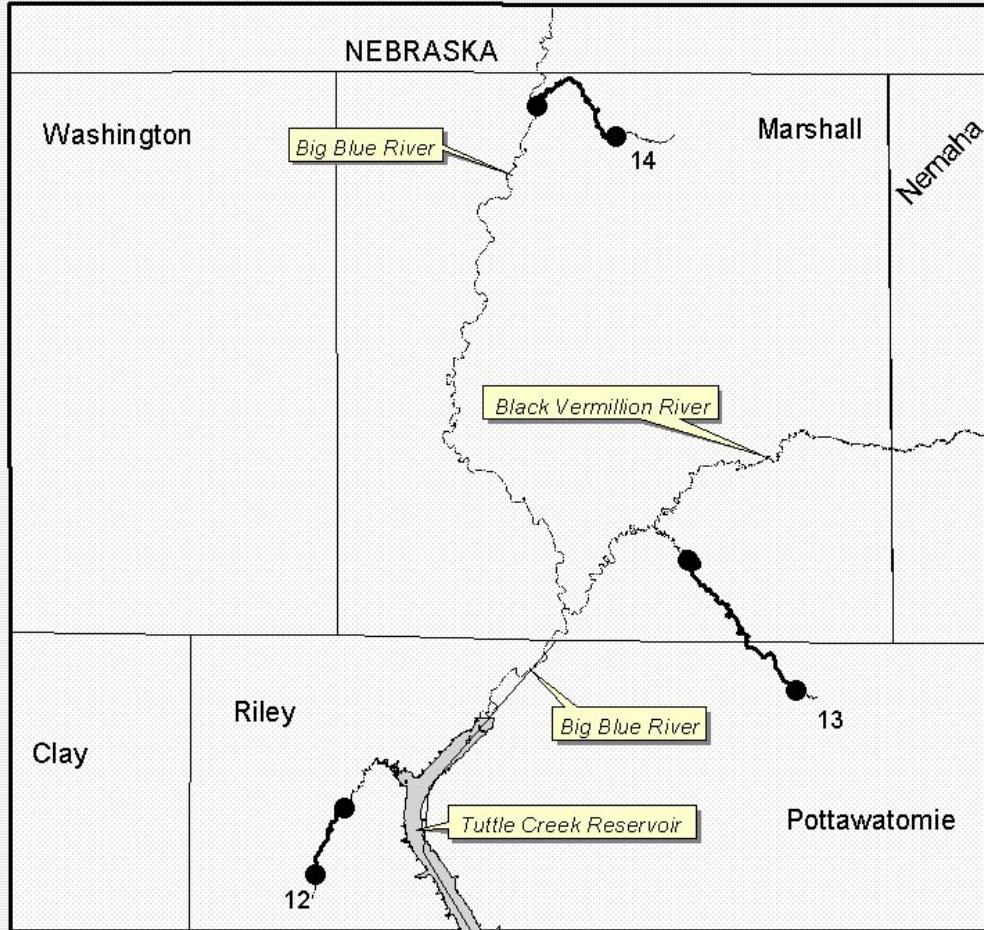 NEBRASKA
Washington
Big Blue River
14
Marshall
Nemaha
Black Vermillion River
Riley
Big Blue River
13
Clay
Tuttle Creek Reservoir
Pottawatomie
12